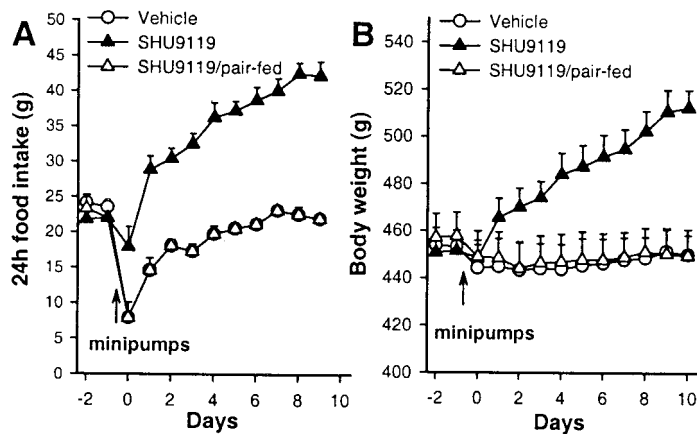 A
Vehicle
SHU9119
SHU9119/pair-fed
24h food intake (g)
50
45
40
35
30
25
20
15
10
5
0
minipumps
-2 0 2 4 6 8 10
Days
B
Vehicle
SHU9119
SHU9119/pair-fed
Body weight (g)
540
520
500
480
460
440
420
400
minipumps
-2 0 2 4 6 8 10
Days